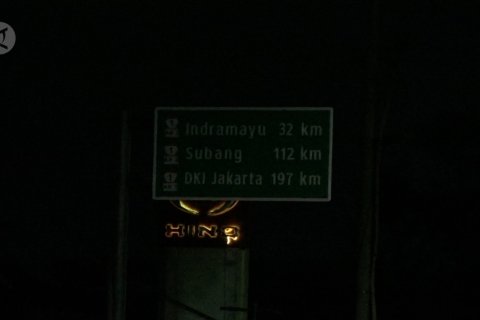 Indramayu 32 km
Subang 112 km
DKI Jakarta 197 km
HINO